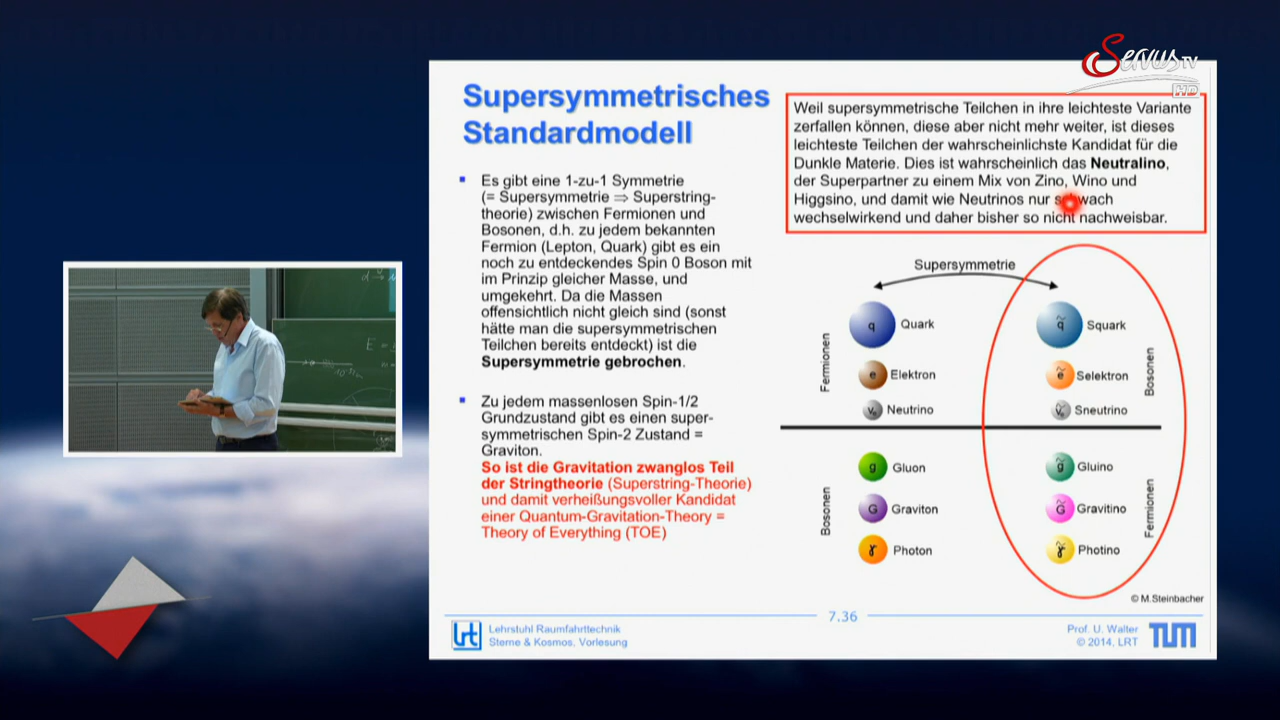 Servus TV
HD
Supersymmetrisches
Standardmodell
Es gibt eine 1-zu-1 Symmetrie
(= Supersymmetrie ⇒ Superstring-
theorie) zwischen Fermionen und
Bosonen, d.h. zu jedem bekannten
Fermion (Lepton, Quark) gibt es ein
noch zu entdeckendes Spin 0 Boson mit
im Prinzip gleicher Masse, und
umgekehrt. Da die Massen
offensichtlich nicht gleich sind (sonst
hätte man die supersymmetrischen
Teilchen bereits entdeckt) ist die
Supersymmetrie gebrochen.
Zu jedem massenlosen Spin-1/2
Grundzustand gibt es einen super-
symmetrischen Spin-2 Zustand =
Graviton.
So ist die Gravitation zwanglos Teil
der Stringtheorie (Superstring-Theorie)
und damit verheißungsvoller Kandidat
einer Quantum-Gravitation-Theory =
Theory of Everything (TOE)
Weil supersymmetrische Teilchen in ihre leichteste Variante
zerfallen können, diese aber nicht mehr weiter, ist dieses
leichteste Teilchen der wahrscheinlichste Kandidat für die
Dunkle Materie. Dies ist wahrscheinlich das Neutralino,
der Superpartner zu einem Mix von Zino, Wino und
Higgsino, und damit wie Neutrinos nur schwach
wechselwirkend und daher bisher so nicht nachweisbar.
Supersymmetrie
Fermionen
q Quark
q̃ Squark
e Elektron
ẽ Selektron
Neutrino
Sneutrino
Bosonen
Bosonen
g Gluon
g̃ Gluino
G Graviton
G̃ Gravitino
γ Photon
γ̃ Photino
Fermionen
© M.Steinbacher
7.36
lrt
Lehrstuhl Raumfahrttechnik
Sterne & Kosmos, Vorlesung
Prof. U. Walter
© 2014, LRT
TUM
E =